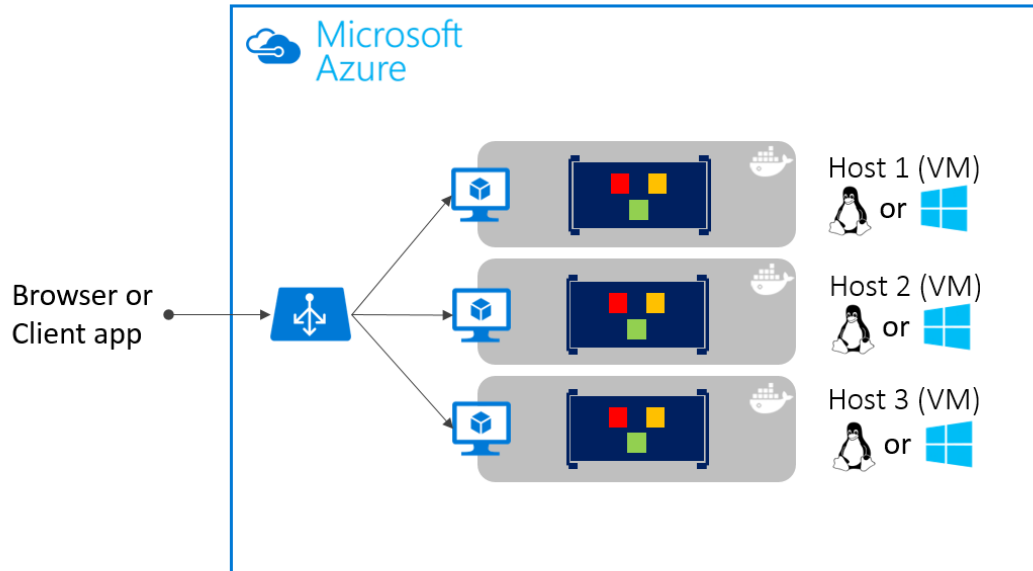 Microsoft
Azure
Host 1 (VM)
or
Host 2 (VM)
or
Browser or
Client app
Host 3 (VM)
or